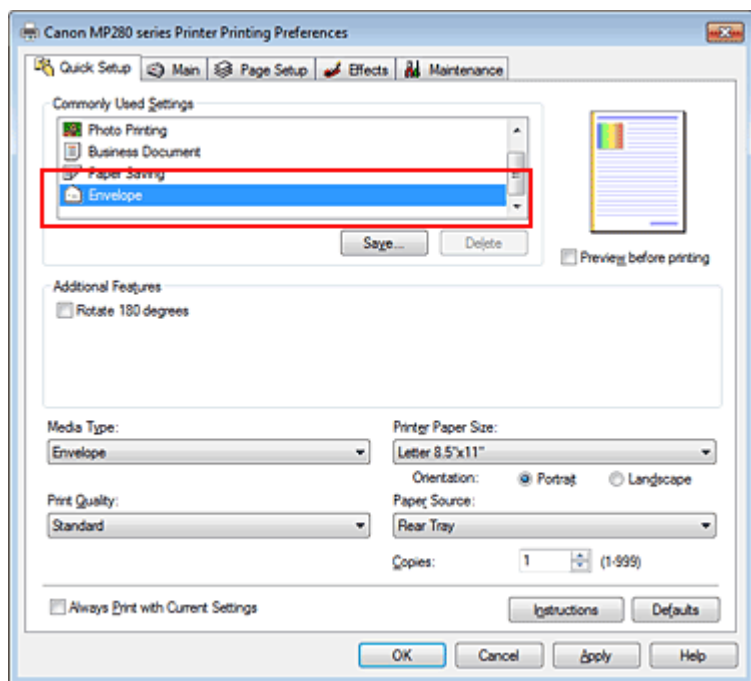 Canon MP280 series Printer Printing Preferences
Quick Setup Main Page Setup Effects Maintenance
Commonly Used Settings
Photo Printing
Business Document
Paper Saving
Envelope
Save... Delete
Preview before printing
Additional Features
Rotate 180 degrees
Media Type: Printer Paper Size:
Envelope Letter 8.5"x11"
Orientation: Portrait Landscape
Print Quality: Paper Source:
Standard Rear Tray
Copies: 1 (1-999)
Always Print with Current Settings Instructions Defaults
OK Cancel Apply Help